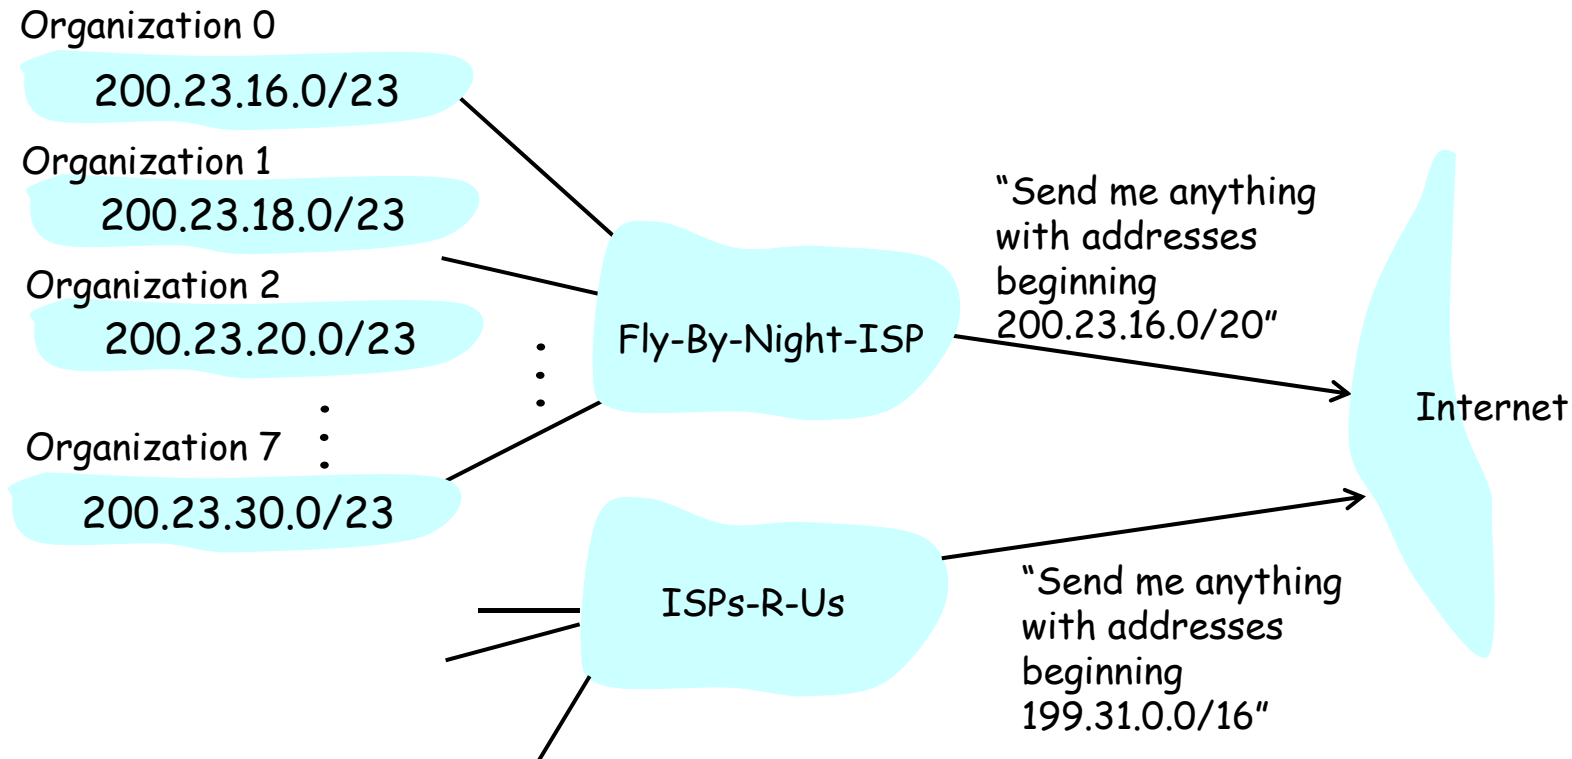 Organization 0
200.23.16.0/23
Organization 1
200.23.18.0/23
Organization 2
200.23.20.0/23
Organization 7
200.23.30.0/23
Fly-By-Night-ISP
“Send me anything
with addresses
beginning
200.23.16.0/20”
Internet
ISPs-R-Us
“Send me anything
with addresses
beginning
199.31.0.0/16”